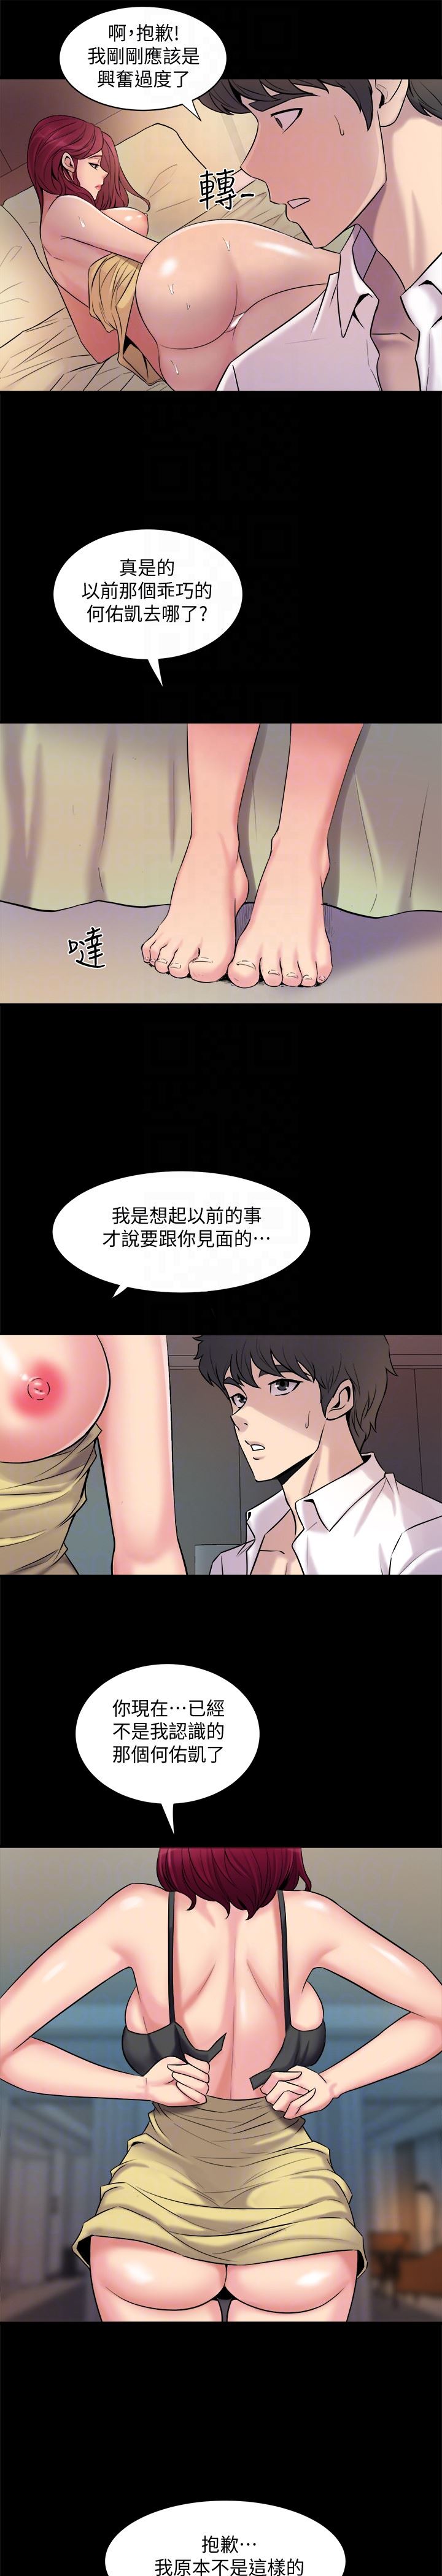 啊，抱歉!
我剛剛應該是
興奮過度了
轉-
真是的
以前那個乖巧的
何佑凱去哪了?
噠
我是想起以前的事
才說要跟你見面的…
你現在…已經
不是我認識的
那個何佑凱了
抱歉…
我原本不是這樣的